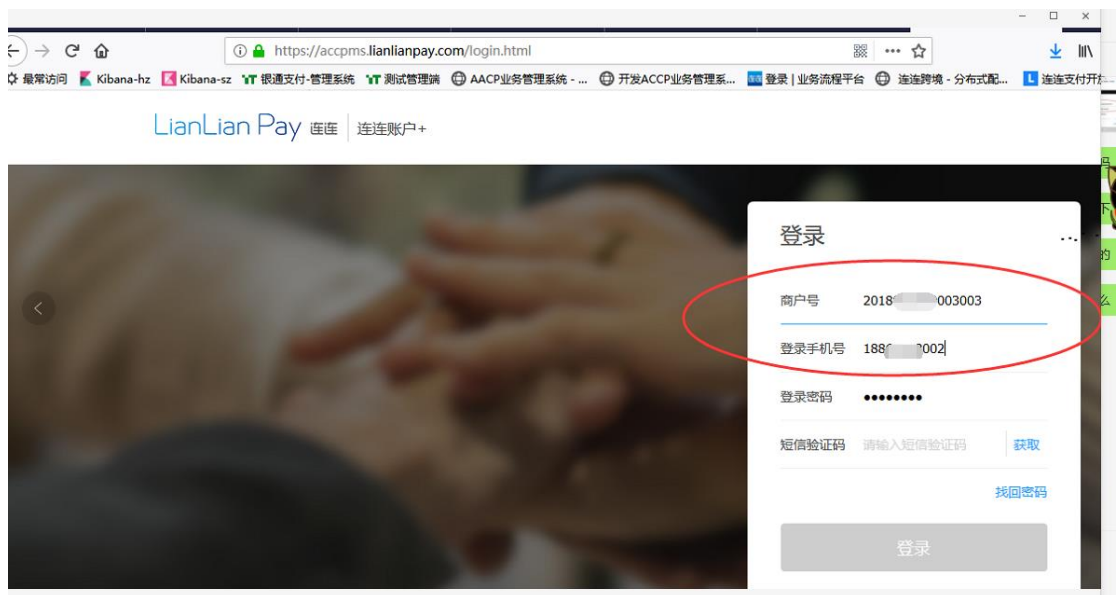 https://accpms.lianlianpay.com/login.html
最常访问 Kibana-hz Kibana-sz 银通支付-管理系统 测试管理端 AACP业务管理系统 - ... 开发ACCP业务管理系... 登录 | 业务流程平台 连连跨境 - 分布式配... 连连支付开放...
LianLian Pay 连连 连连账户+
登录
商户号 2018 003003
登录手机号 188 2002
登录密码
短信验证码 请输入短信验证码 获取
找回密码
登录